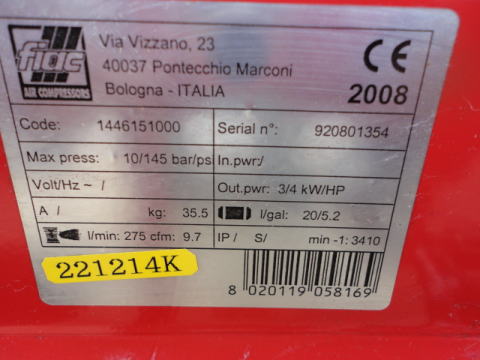 fiac
AIR COMPRESSORS
Via Vizzano, 23
40037 Pontecchio Marconi
Bologna - ITALIA
CE
2008
Code: 1446151000 Serial n°: 920801354
Max press: 10/145 bar/ps In.pwr:/
Volt/Hz ~ / Out.pwr: 3/4 kW/HP
A / kg: 35.5 l/gal: 20/5.2
l/min: 275 cfm: 9.7 IP / S/ min -1: 3410
221214K
8 020119 058169